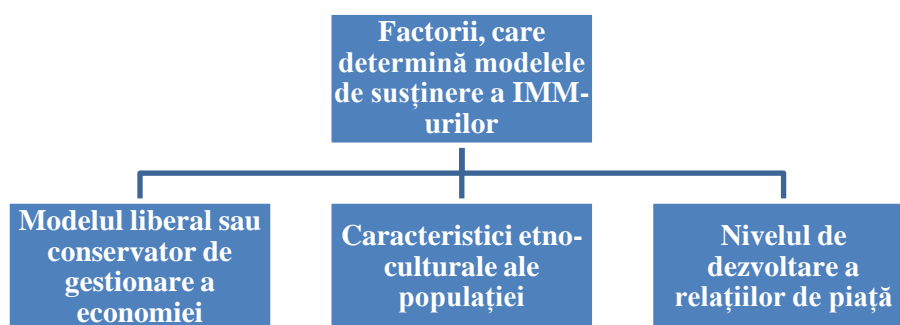 Factorii, care
determină modelele
de susținere a IMM-
urilor
Modelul liberal sau
conservator de
gestionare a
economiei
Caracteristici etno-
culturale ale
populației
Nivelul de
dezvoltare a
relațiilor de piață